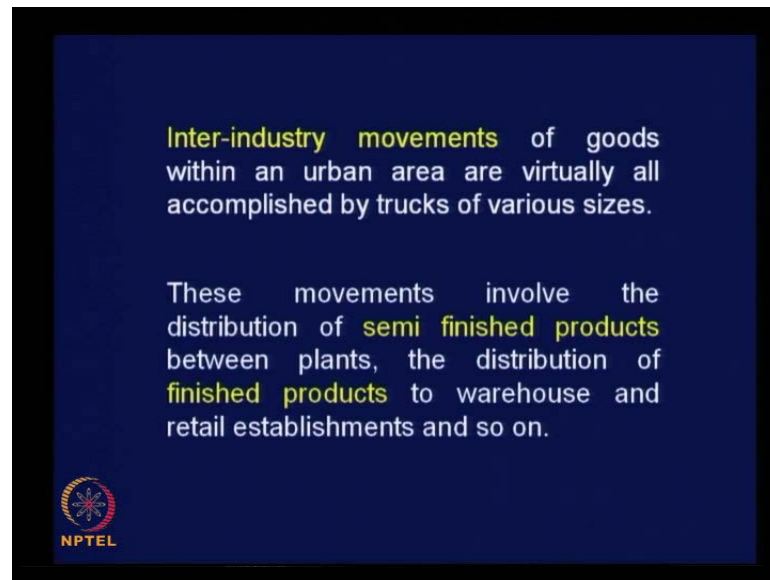 Inter-industry movements of goods
within an urban area are virtually all
accomplished by trucks of various sizes.
These movements involve the
distribution of semi finished products
between plants, the distribution of
finished products to warehouse and
retail establishments and so on.
NPTEL